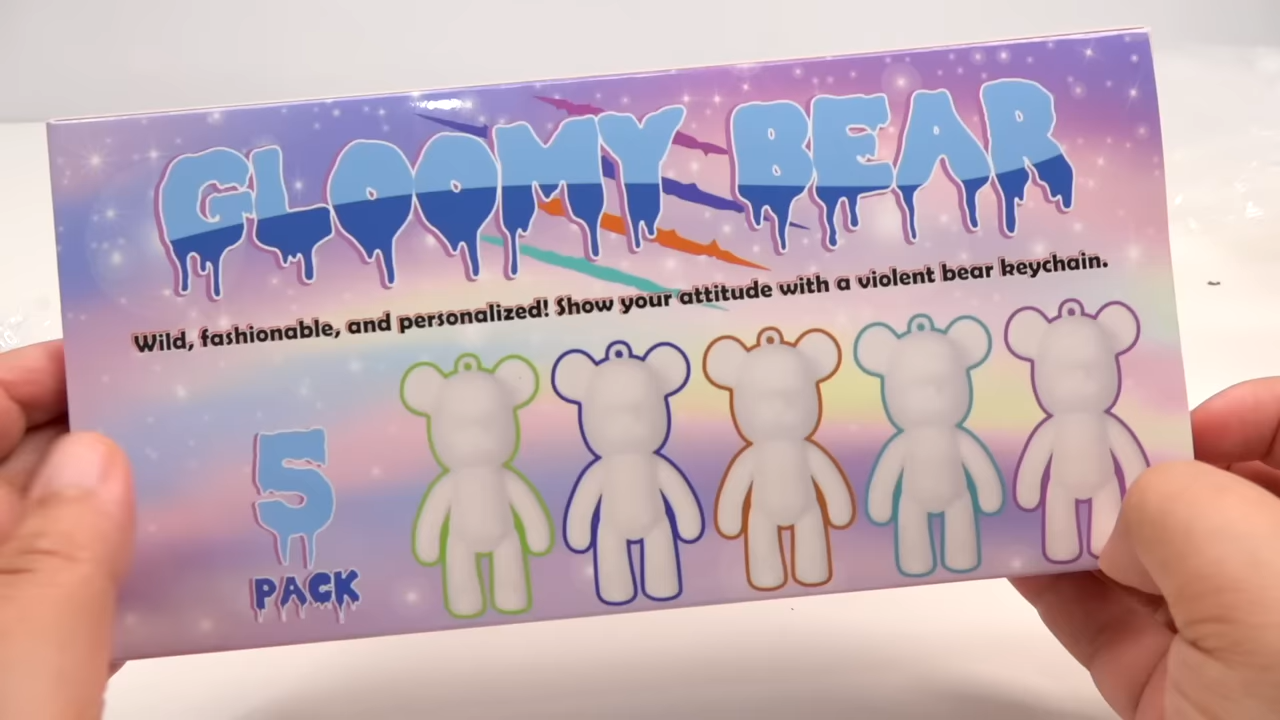 GLOOMY BEAR
Wild, fashionable, and personalized! Show your attitude with a violent bear keychain.
5
PACK